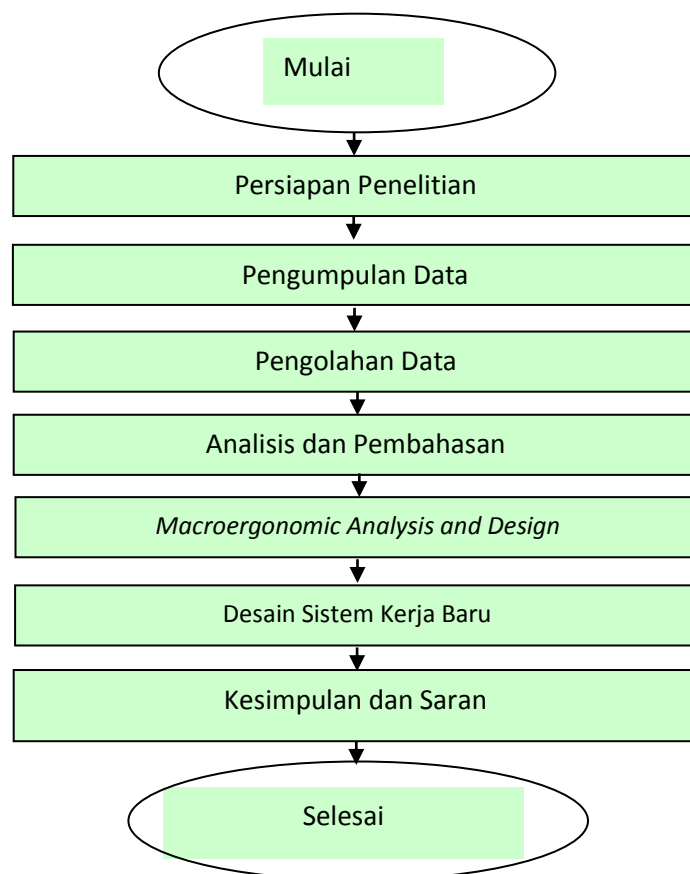 Mulai
Persiapan Penelitian
Pengumpulan Data
Pengolahan Data
Analisis dan Pembahasan
Macroergonomic Analysis and Design
Desain Sistem Kerja Baru
Kesimpulan dan Saran
Selesai